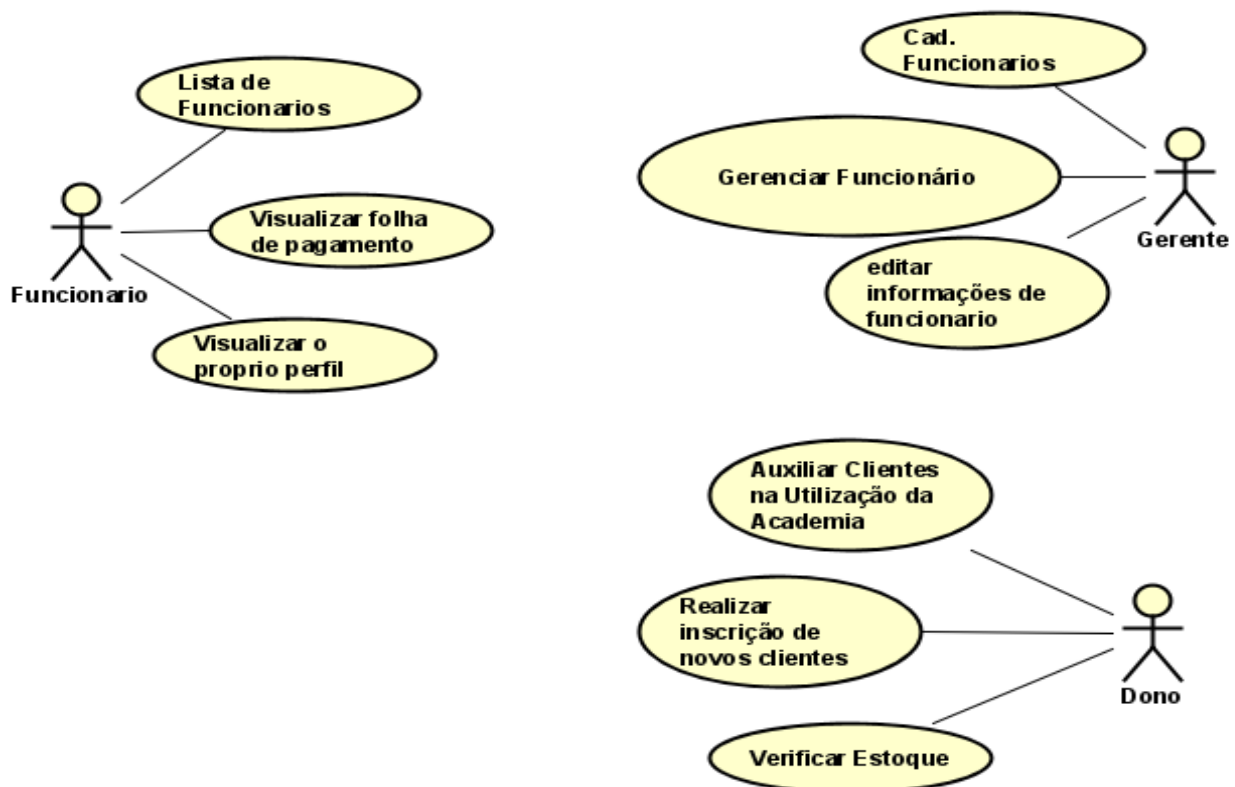 Lista de
Funcionarios
Visualizar folha
de pagamento
Visualizar o
proprio perfil
Funcionario
Cad.
Funcionarios
Gerenciar Funcionário
editar
informações de
funcionario
Gerente
Auxiliar Clientes
na Utilização da
Academia
Realizar
inscrição de
novos clientes
Verificar Estoque
Dono